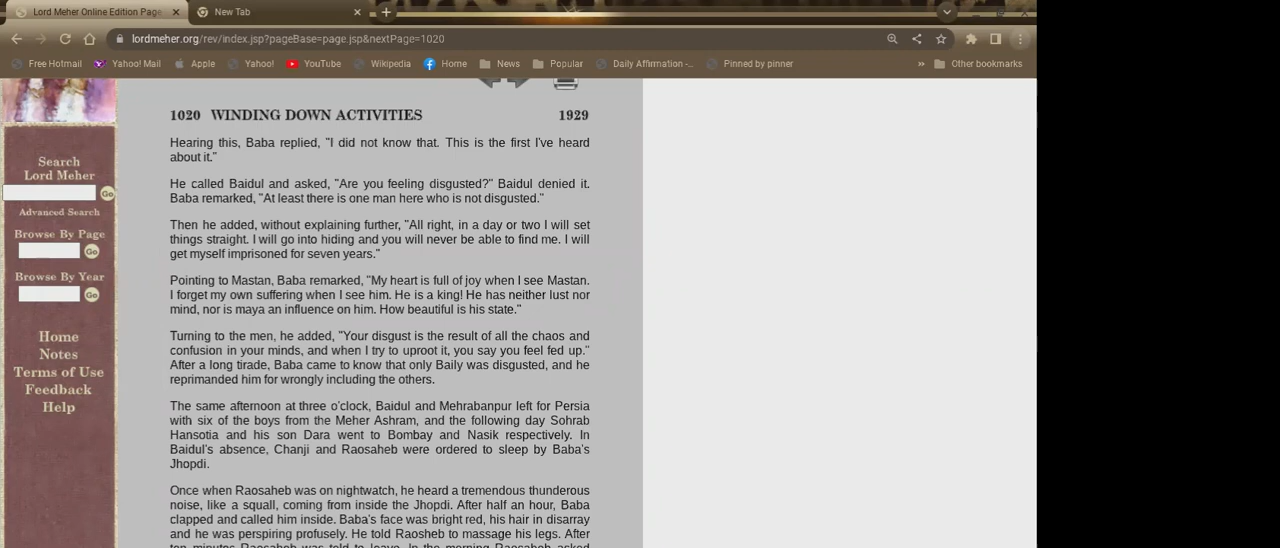 Lord Meher Online Edition Page
New Tab
lordmeher.org/rev/index.jsp?pageBase=page.jsp&nextPage=1020
Free Hotmail Yahoo! Mail Apple Yahoo! YouTube Wikipedia Home News Popular Daily Affirmation -... Pinned by pinner » Other bookmarks
Search
Lord Meher
Go
Advanced Search
Browse By Page
Go
Browse By Year
Go
Home
Notes
Terms of Use
Feedback
Help
1020 WINDING DOWN ACTIVITIES 1929
Hearing this, Baba replied, "I did not know that. This is the first I've heard
about it."
He called Baidul and asked, "Are you feeling disgusted?" Baidul denied it.
Baba remarked, "At least there is one man here who is not disgusted."
Then he added, without explaining further, "All right, in a day or two I will set
things straight. I will go into hiding and you will never be able to find me. I will
get myself imprisoned for seven years."
Pointing to Mastan, Baba remarked, "My heart is full of joy when I see Mastan.
I forget my own suffering when I see him. He is a king! He has neither lust nor
mind, nor is maya an influence on him. How beautiful is his state."
Turning to the men, he added, "Your disgust is the result of all the chaos and
confusion in your minds, and when I try to uproot it, you say you feel fed up."
After a long tirade, Baba came to know that only Baily was disgusted, and he
reprimanded him for wrongly including the others.
The same afternoon at three o'clock, Baidul and Mehrabanpur left for Persia
with six of the boys from the Meher Ashram, and the following day Sohrab
Hansotia and his son Dara went to Bombay and Nasik respectively. In
Baidul's absence, Chanji and Raosaheb were ordered to sleep by Baba's
Jhopdi.
Once when Raosaheb was on nightwatch, he heard a tremendous thunderous
noise, like a squall, coming from inside the Jhopdi. After half an hour, Baba
clapped and called him inside. Baba's face was bright red, his hair in disarray
and he was perspiring profusely. He told Raosheb to massage his legs. After
ten minutes Raosaheb was told to leave. In the morning Raosaheb asked